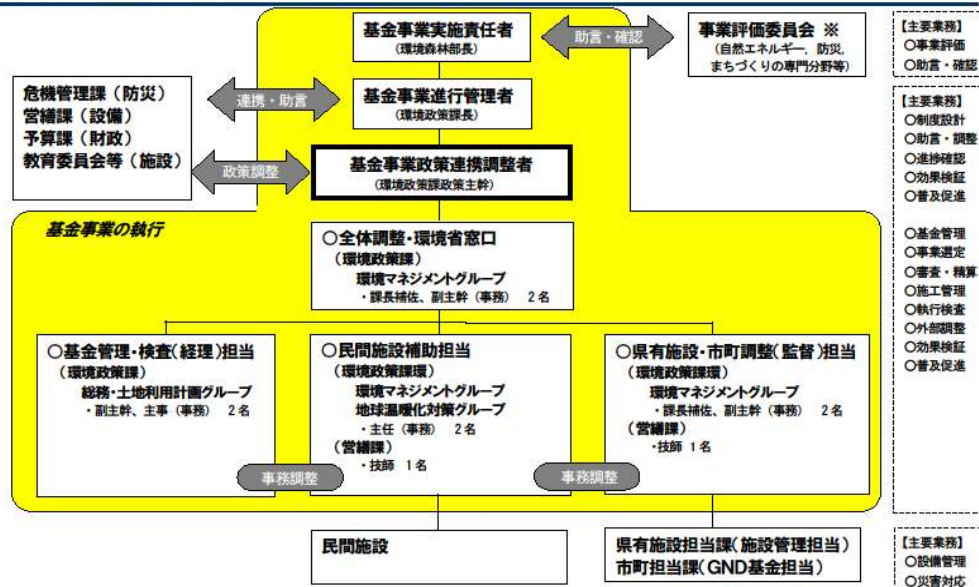 基金事業実施責任者
（環境森林部長）
助言・確認
事業評価委員会 ※
（自然エネルギー，防災，
まちづくりの専門分野等）
【主要業務】
○事業評価
○助言・確認
危機管理課（防災）
営繕課（設備）
予算課（財政）
教育委員会等（施設）
連携・助言
基金事業進行管理者
（環境政策課長）
政策調整
基金事業政策連携調整者
（環境政策課政策主幹）
【主要業務】
○制度設計
○助言・調整
○進捗確認
○効果検証
○普及促進
○基金管理
○事業選定
○審査・精算
○施工管理
○執行検査
○外部調整
○効果検証
○普及促進
基金事業の執行
○全体調整・環境省窓口
（環境政策課）
環境マネジメントグループ
・課長補佐、副主幹（事務） 2名
○基金管理・検査（経理）担当
（環境政策課）
総務・土地利用計画グループ
・副主幹、主事（事務） 2名
○民間施設補助担当
（環境政策課環）
環境マネジメントグループ
地球温暖化対策グループ
・主任（事務） 2名
（営繕課）
・技師 1名
○県有施設・市町調整（監督）担当
（環境政策課環）
環境マネジメントグループ
・課長補佐、副主幹（事務） 2名
（営繕課）
・技師 1名
事務調整
事務調整
民間施設
県有施設担当課（施設管理担当）
市町担当課（GND基金担当）
【主要業務】
○設備管理
○災害対応